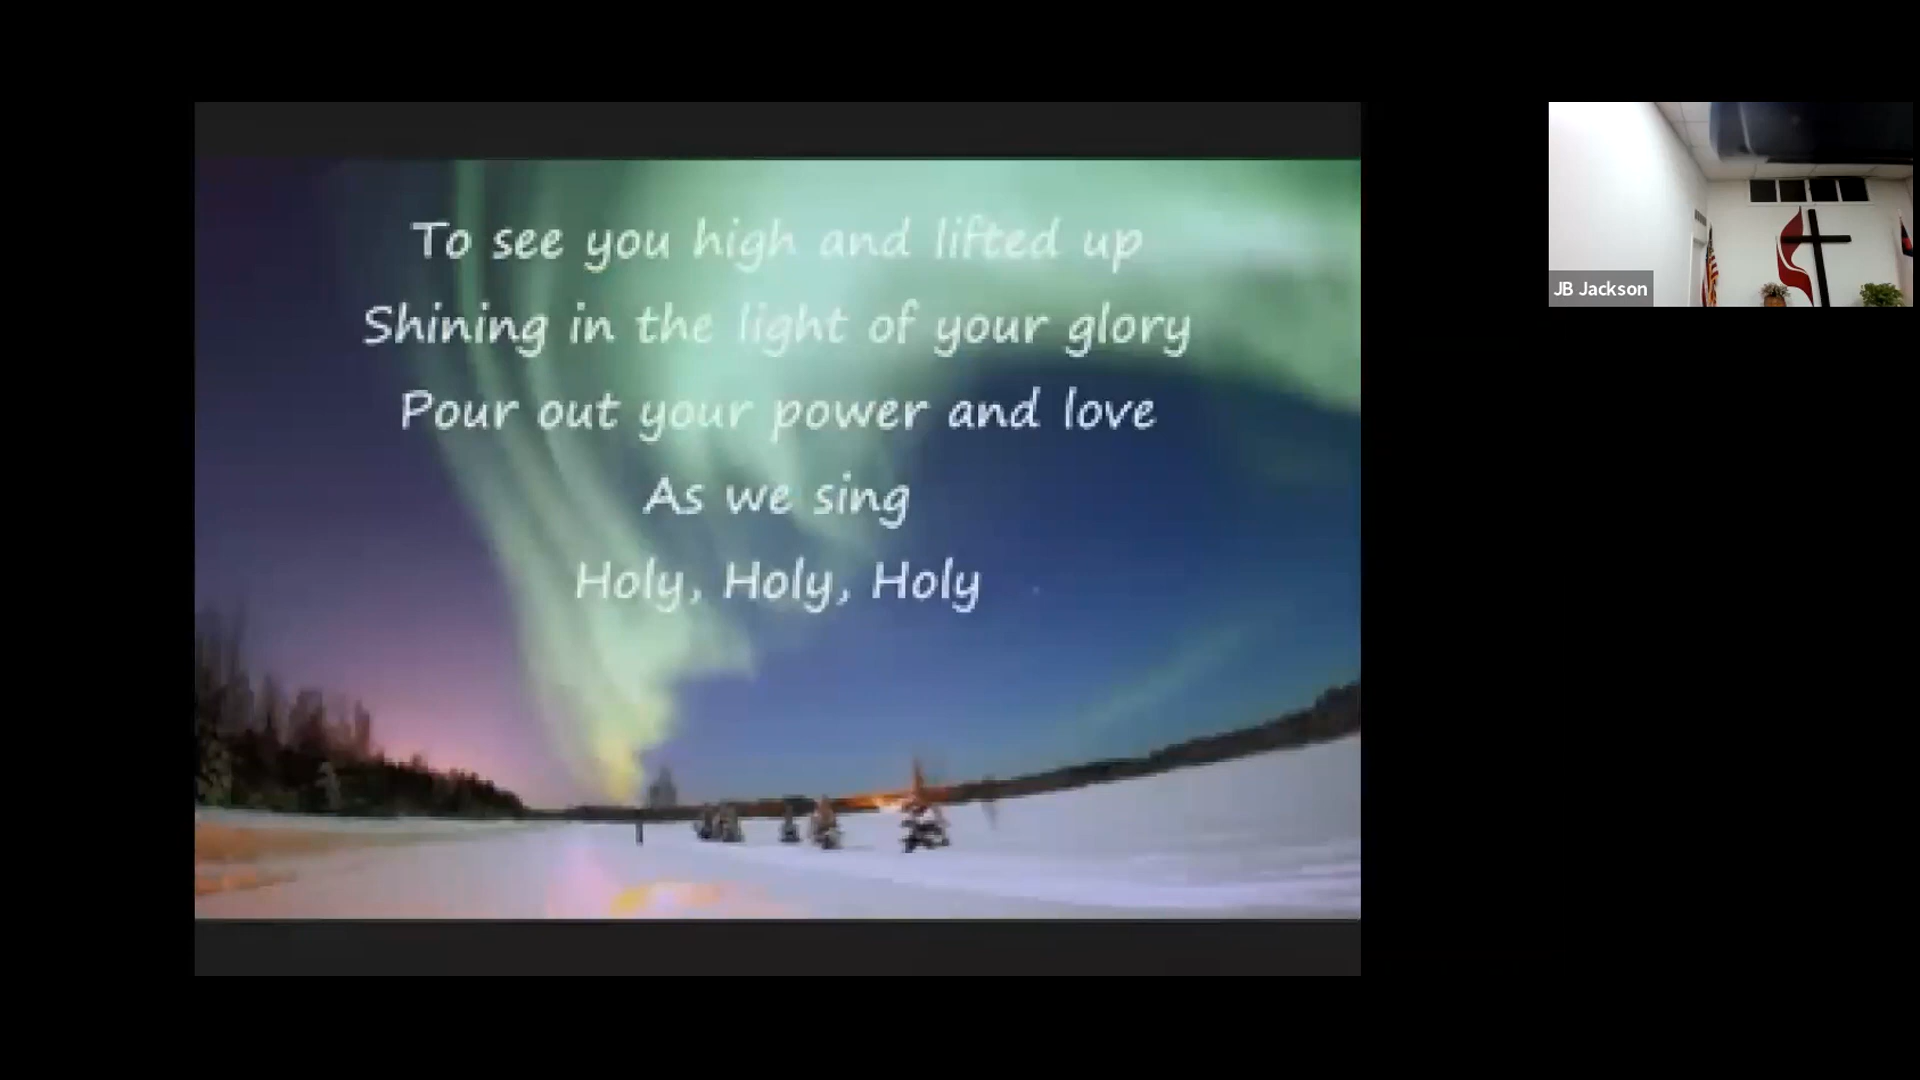 To see you high and lifted up
Shining in the light of your glory
Pour out your power and love
As we sing
Holy, Holy, Holy
JB Jackson